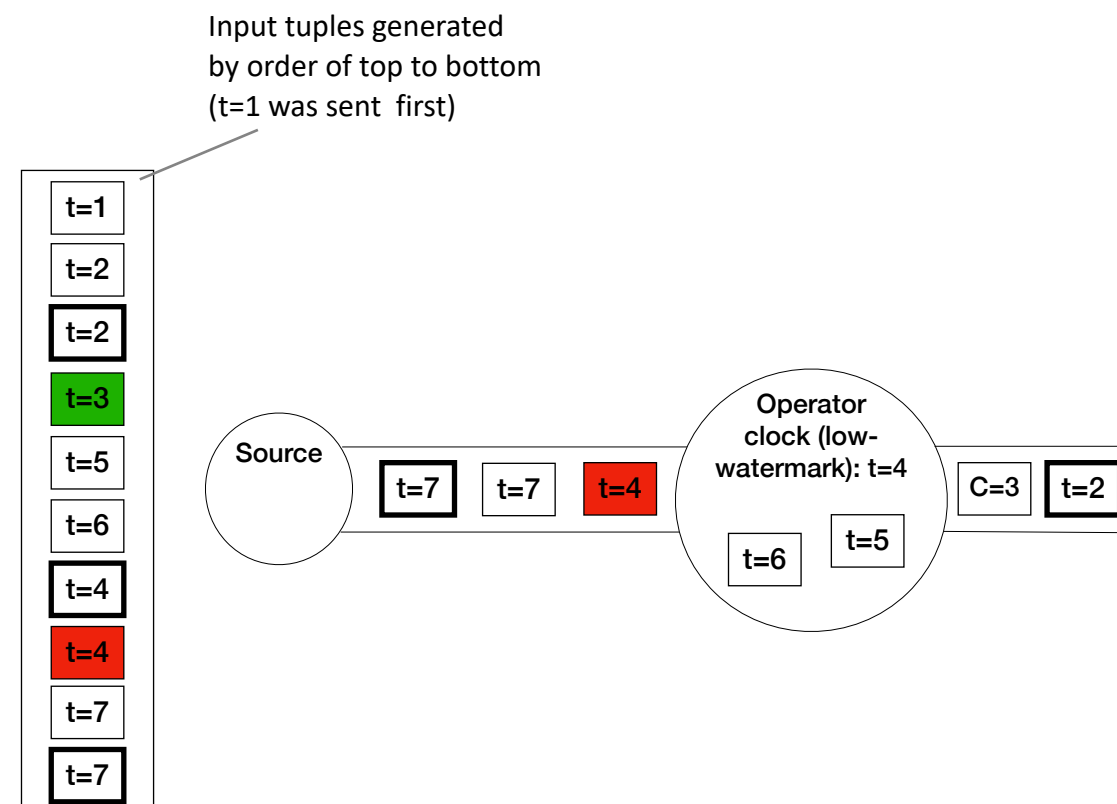 Input tuples generated
by order of top to bottom
(t=1 was sent first)
t=1
t=2
t=2
t=3
t=5
t=6
t=4
t=4
t=7
t=7
Source
t=7
t=7
t=4
Operator
clock (low-
watermark): t=4
t=6
t=5
C=3
t=2